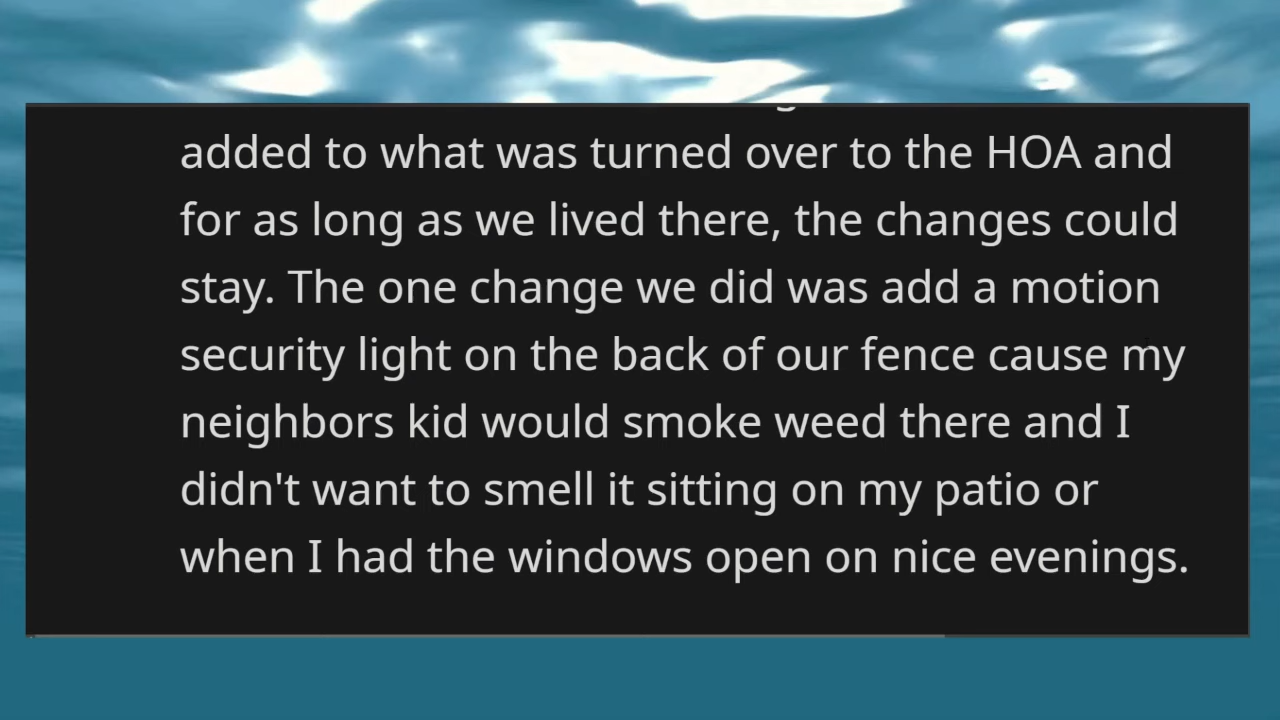 added to what was turned over to the HOA and
for as long as we lived there, the changes could
stay. The one change we did was add a motion
security light on the back of our fence cause my
neighbors kid would smoke weed there and I
didn't want to smell it sitting on my patio or
when I had the windows open on nice evenings.